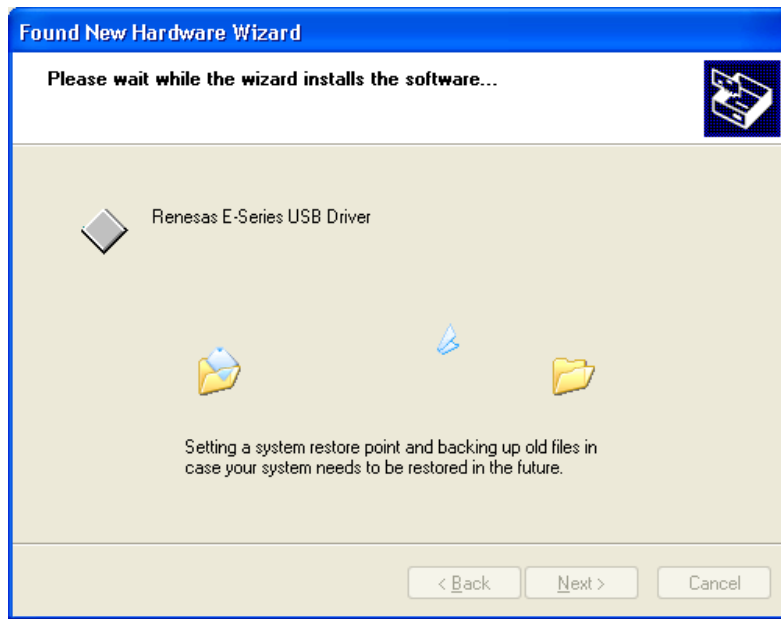 Found New Hardware Wizard
Please wait while the wizard installs the software...
Renesas E-Series USB Driver
Setting a system restore point and backing up old files in
case your system needs to be restored in the future.
< Back
Next >
Cancel